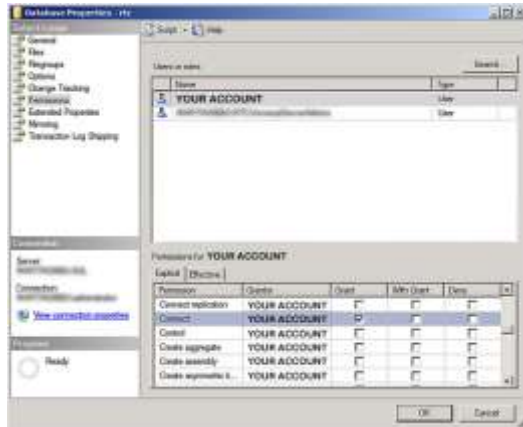 Database Properties - rtc
Script Help
General
Files
Filegroups
Options
Change Tracking
Permissions
Extended Properties
Mirroring
Transaction Log Shipping
Users or roles:
Search...
Name Type
YOUR ACCOUNT User
User
Connection
Server:
Connection:
View connection properties
Progress
Ready
Permissions for YOUR ACCOUNT
Explicit Effective
Permission Grantor Grant With Grant Deny
Connect replication YOUR ACCOUNT
Connect YOUR ACCOUNT
Control YOUR ACCOUNT
Create aggregate YOUR ACCOUNT
Create assembly YOUR ACCOUNT
Create asymmetric k... YOUR ACCOUNT
OK Cancel